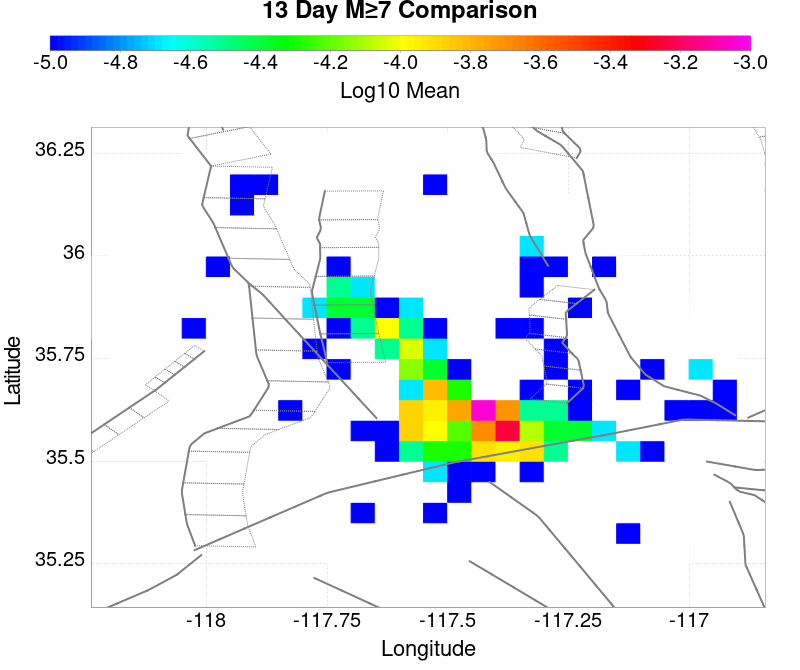 13 Day M≥7 Comparison
-5.0 -4.8 -4.6 -4.4 -4.2 -4.0 -3.8 -3.6 -3.4 -3.2 -3.0
Log10 Mean
36.25
36
35.75
35.5
35.25
Latitude
-118 -117.75 -117.5 -117.25 -117
Longitude